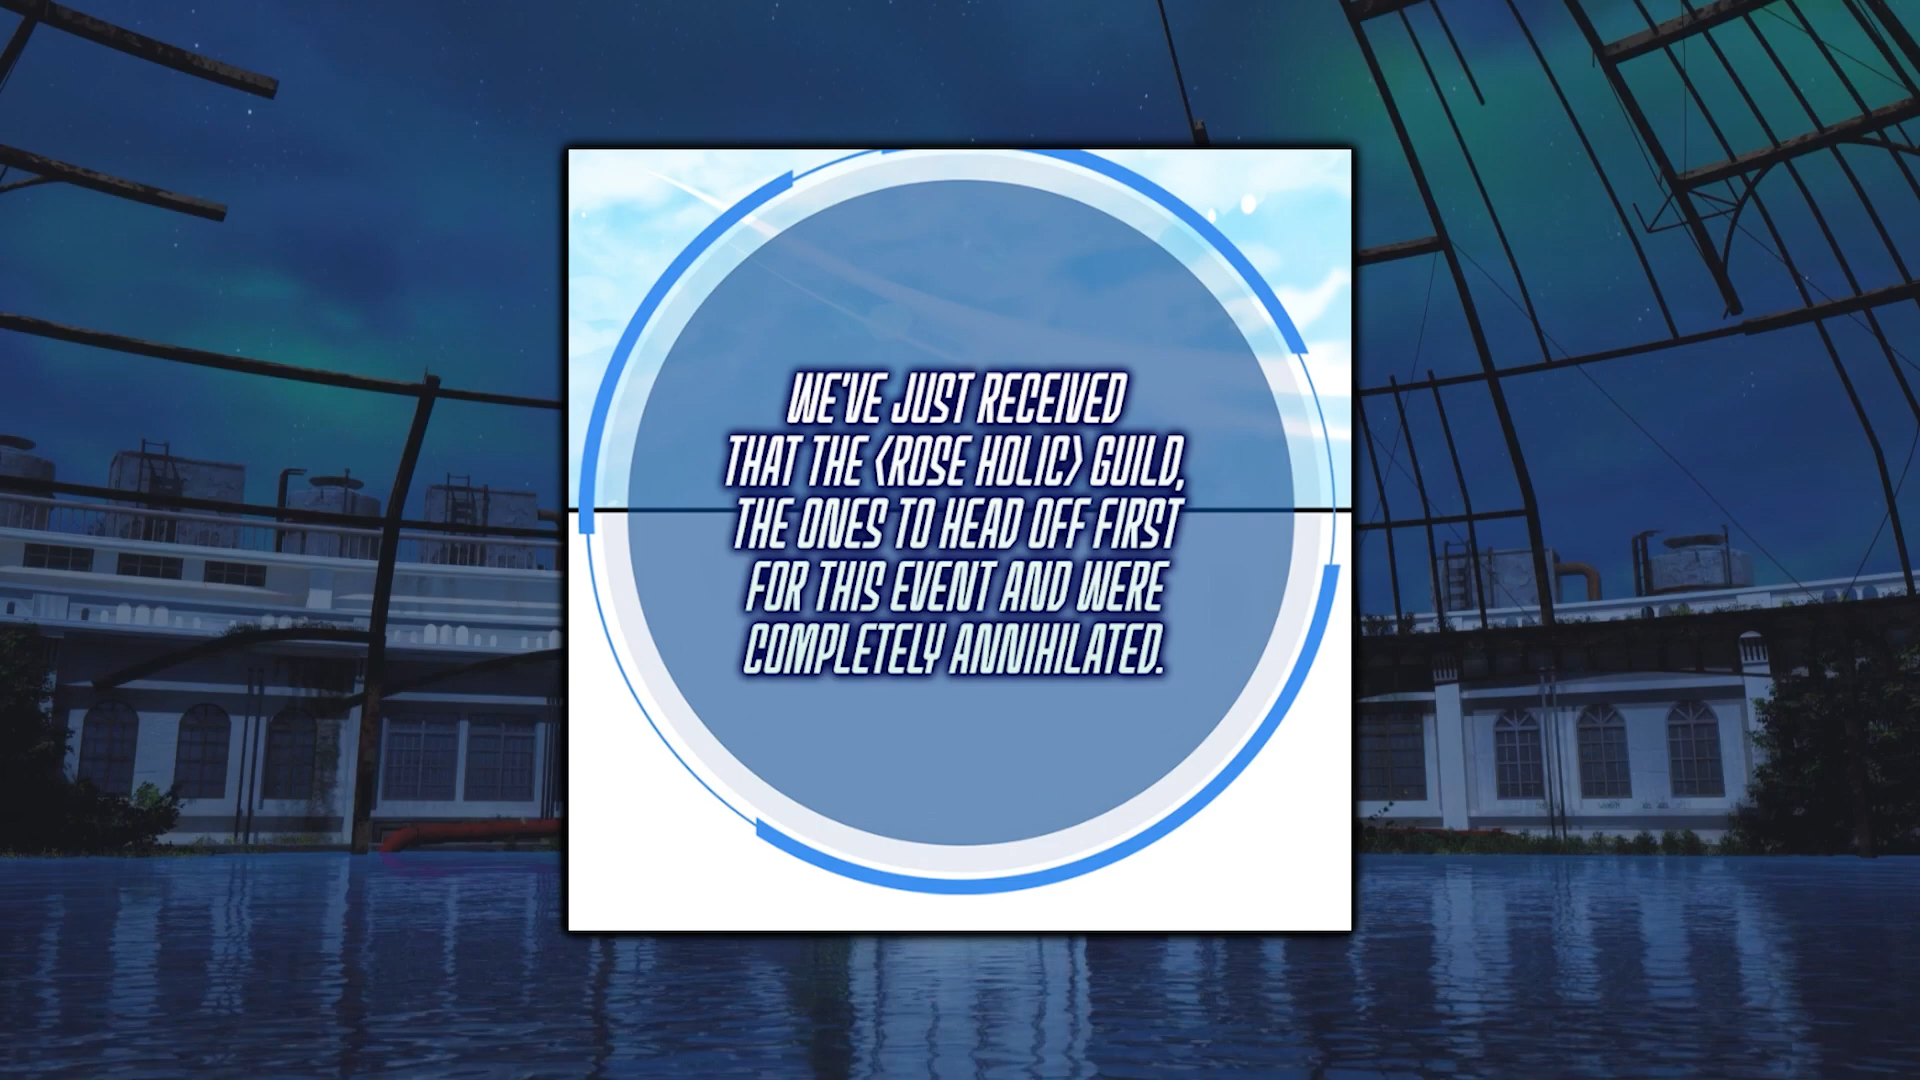 WE'VE JUST RECEIVED
THAT THE <ROSE HOLIC> GUILD,
THE ONES TO HEAD OFF FIRST
FOR THIS EVENT AND WERE
COMPLETELY ANNIHILATED.